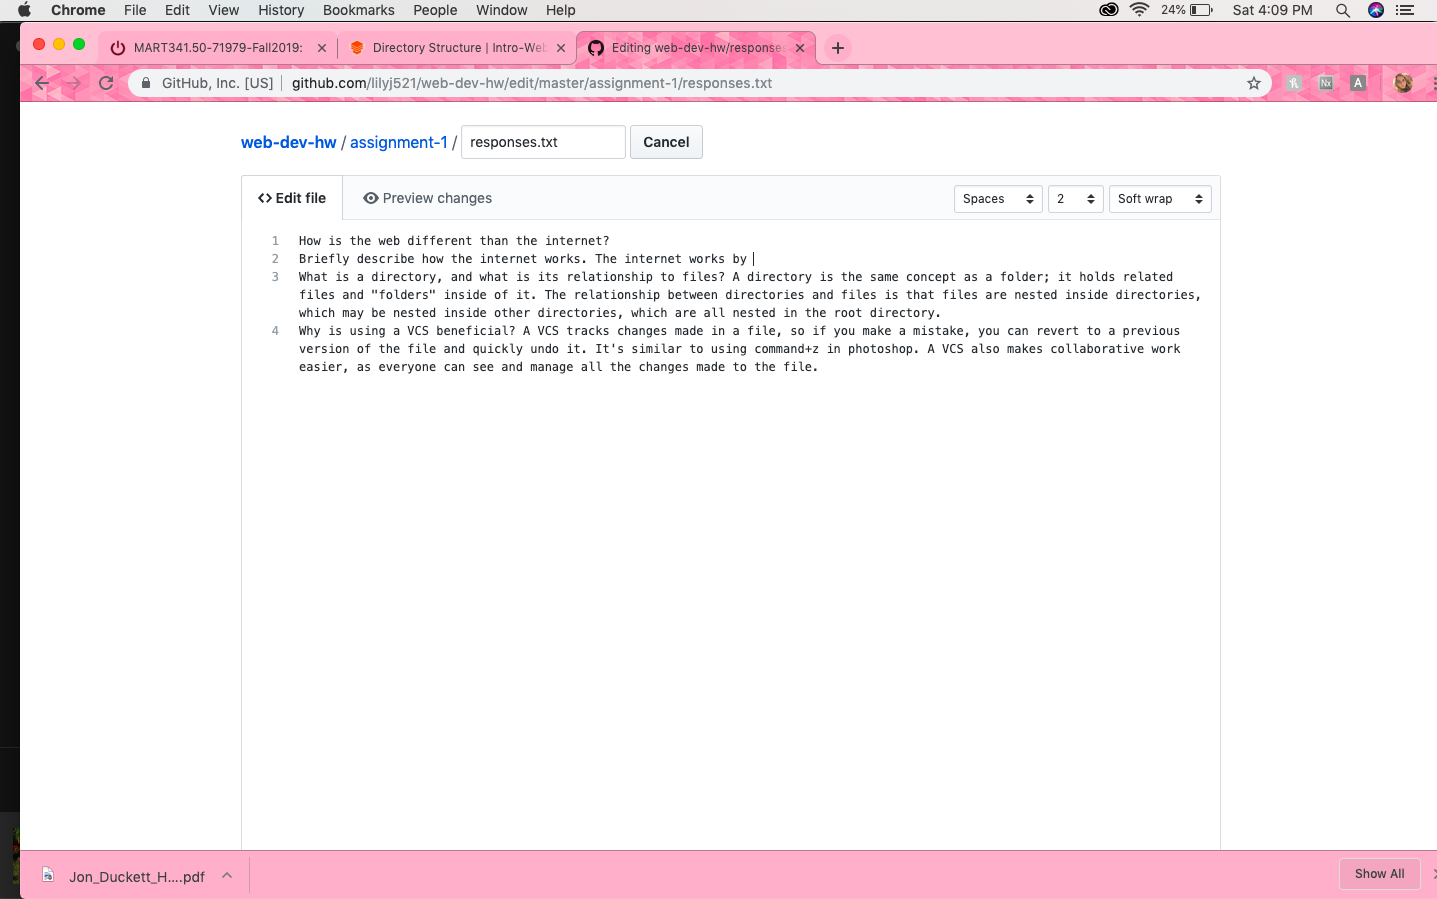 Chrome File Edit View History Bookmarks People Window Help 24% Sat 4:09 PM
MART341.50-71979-Fall2019: Directory Structure | Intro-Web Editing web-dev-hw/responses
GitHub, Inc. [US] github.com/lilyj521/web-dev-hw/edit/master/assignment-1/responses.txt
web-dev-hw / assignment-1 / responses.txt Cancel
<> Edit file Preview changes Spaces 2 Soft wrap
1 How is the web different than the internet?
2 Briefly describe how the internet works. The internet works by
3 What is a directory, and what is its relationship to files? A directory is the same concept as a folder; it holds related
files and "folders" inside of it. The relationship between directories and files is that files are nested inside directories,
which may be nested inside other directories, which are all nested in the root directory.
4 Why is using a VCS beneficial? A VCS tracks changes made in a file, so if you make a mistake, you can revert to a previous
version of the file and quickly undo it. It's similar to using command+z in photoshop. A VCS also makes collaborative work
easier, as everyone can see and manage all the changes made to the file.
Jon_Duckett_H....pdf Show All